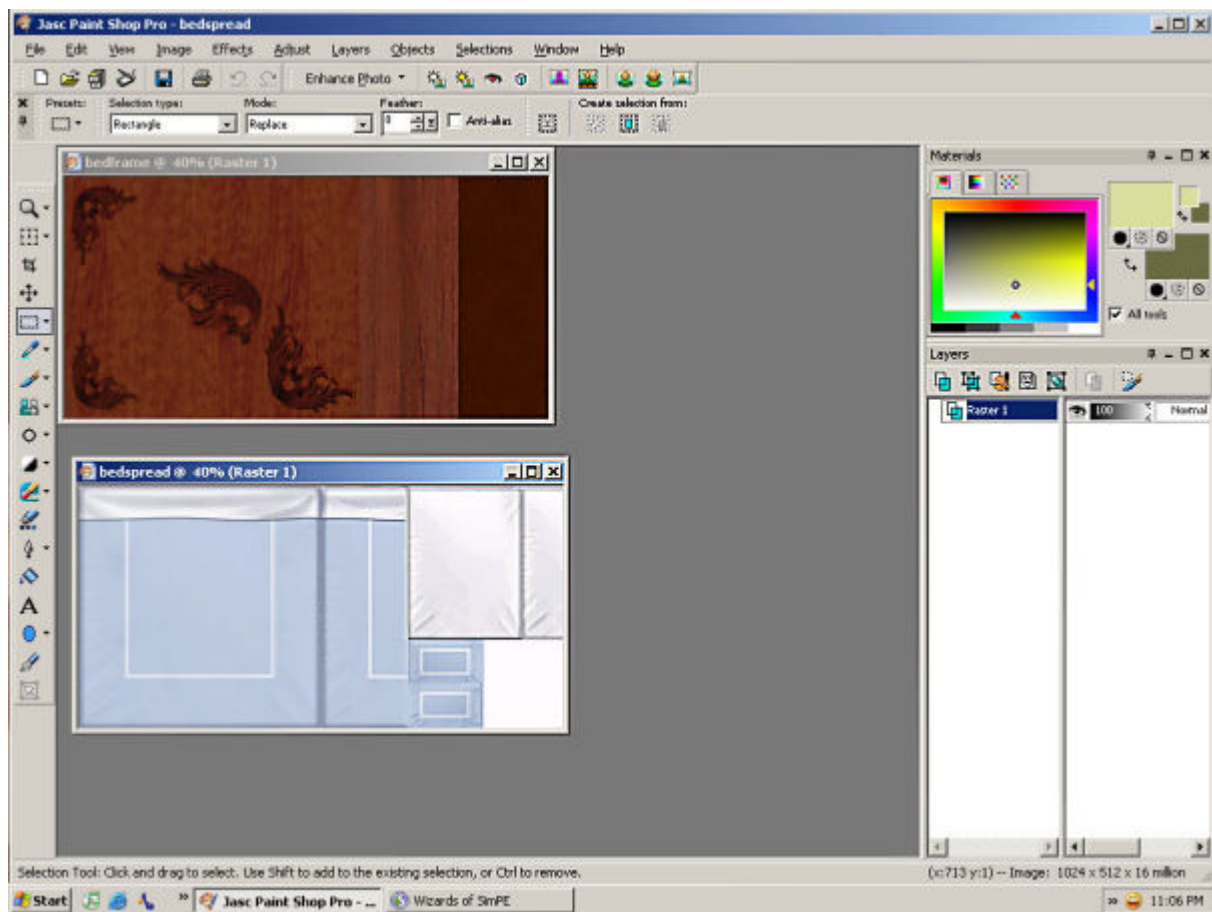 Jasc Paint Shop Pro - bedspread
File Edit View Image Effects Adjust Layers Objects Selections Window Help
Enhance Photo
Presets: Selection type: Mode: Feather: Create selection from:
Rectangle Replace 0 Anti-alias
bedframe @ 40% (Raster 1)
Materials
All tools
Layers
Raster 1 100 Normal
bedspread @ 40% (Raster 1)
A
Selection Tool: Click and drag to select. Use Shift to add to the existing selection, or Ctrl to remove.
(x:713 y:1) -- Image: 1024 x 512 x 16 million
Start Jasc Paint Shop Pro - ... Wizards of SimPE 11:06 PM